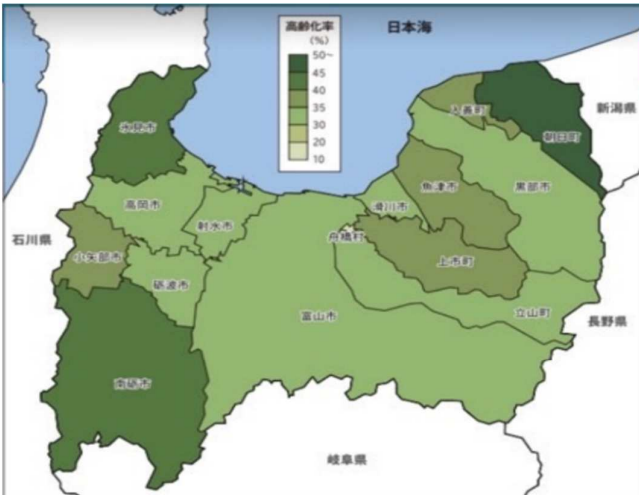 高齢化率
(%)
50~
45
40
35
30
20
10
日本海
新潟県
入善町
朝日町
氷見市
魚津市
黒部市
高岡市
滑川市
射水市
舟橋村
石川県
小矢部市
上市町
砺波市
立山町
富山市
長野県
南砺市
岐阜県